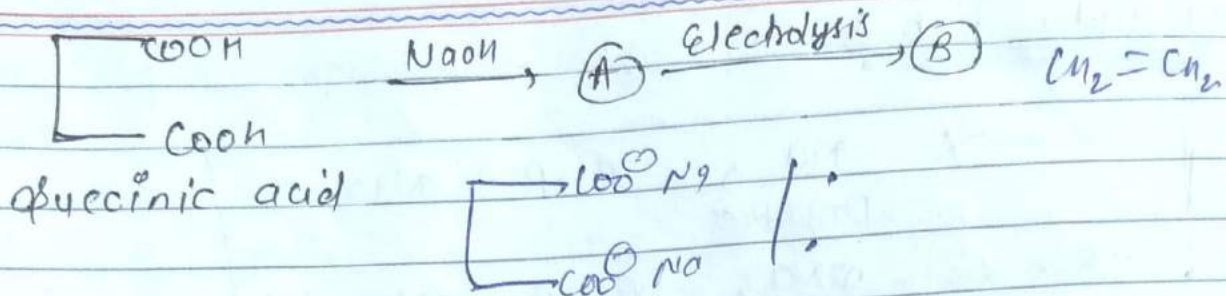 COOH NaOH → (A) Electrolysis → (B) CH₂ = CH₂
COOH
Succinic acid
COO⊖ Na
COO⊖ Na